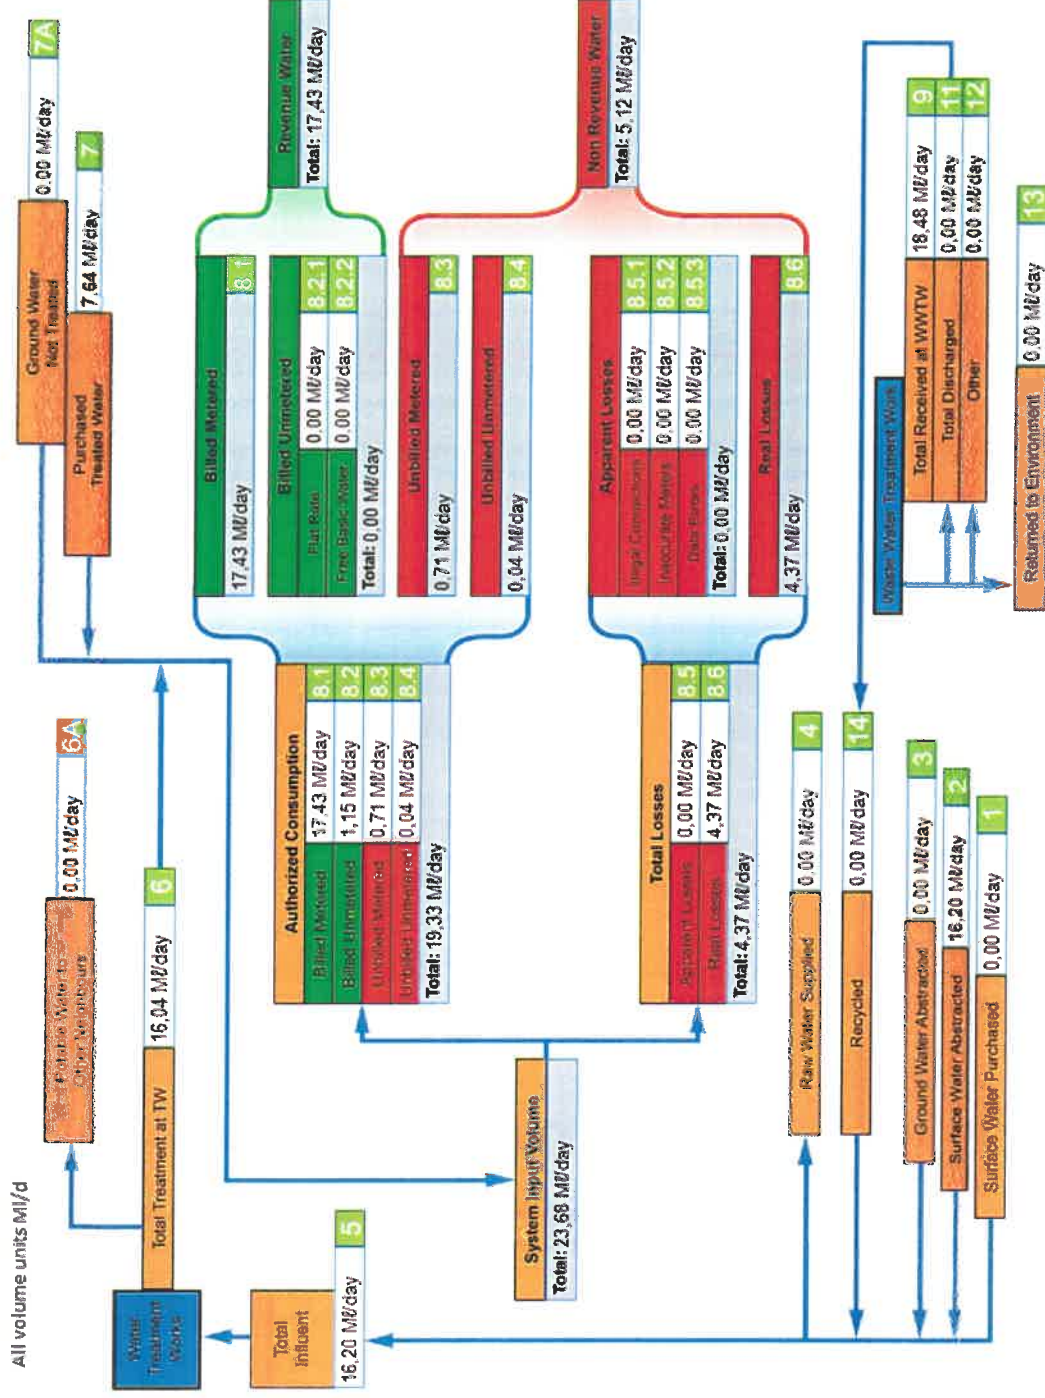 All volume units Ml/d
Water
Treatment
Works
Total
Influent
16,20 Mℓ/day 5
Total Treatment at TW 16,04 Mℓ/day 6
Potable Water to
Other Neighbours
0,00 Mℓ/day 6A
Ground Water
Not Treated
0.00 Mℓ/day 7A
Purchased
Treated Water
7,64 Mℓ/day 7
System Input Volume
Total: 23,68 Mℓ/day
Authorized Consumption
Billed Metered 17,43 Mℓ/day 8.1
Billed Unmetered 1,15 Mℓ/day 8.2
Unbilled Metered 0,71 Mℓ/day 8.3
Unbilled Unmetered 0,04 Mℓ/day 8.4
Total: 19,33 Mℓ/day
Total Losses
Apparent Losses 0,00 Mℓ/day 8.5
Real Losses 4,37 Mℓ/day 8.6
Total: 4,37 Mℓ/day
Billed Metered
17,43 Mℓ/day 8.1
Billed Unmetered
Flat Rate 0.00 Mℓ/day 8.2.1
Free Basic Water 0.00 Mℓ/day 8.2.2
Total: 0,00 Mℓ/day
Unbilled Metered
0,71 Mℓ/day 8.3
Unbilled Unmetered
0,04 Mℓ/day 8.4
Apparent Losses
Illegal Connection 0,00 Mℓ/day 8.5.1
Inaccurate Meters 0.00 Mℓ/day 8.5.2
Data Errors 0.00 Mℓ/day 8.5.3
Total: 0,00 Mℓ/day
Real Losses
4,37 Mℓ/day 8.6
Revenue Water
Total: 17,43 Mℓ/day
Non Revenue Water
Total: 5,12 Mℓ/day
Raw Water Supplied 0,00 Mℓ/day 4
Recycled 0,00 Mℓ/day 14
Ground Water Abstracted 0,00 Mℓ/day 3
Surface Water Abstracted 16,20 Mℓ/day 2
Surface Water Purchased 0,00 Mℓ/day 1
Waste Water Treatment Work
Total Received at WWTW 18,48 Mℓ/day 9
Total Discharged 0,00 Mℓ/day 11
Other 0,00 Mℓ/day 12
Returned to Environment 0,00 Mℓ/day 13